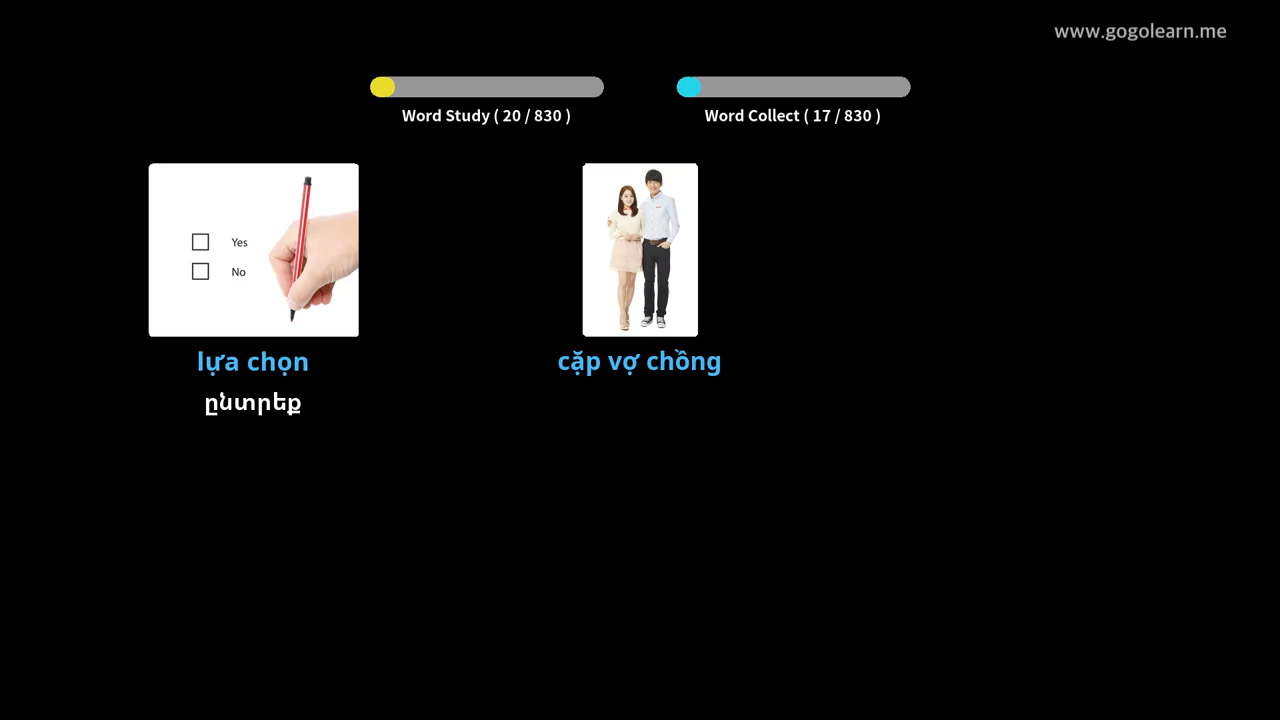 www.gogolearn.me
Word Study ( 20 / 830 )
Word Collect ( 17 / 830 )
Yes
No
lựa chọn
ընտրեք
cặp vợ chồng